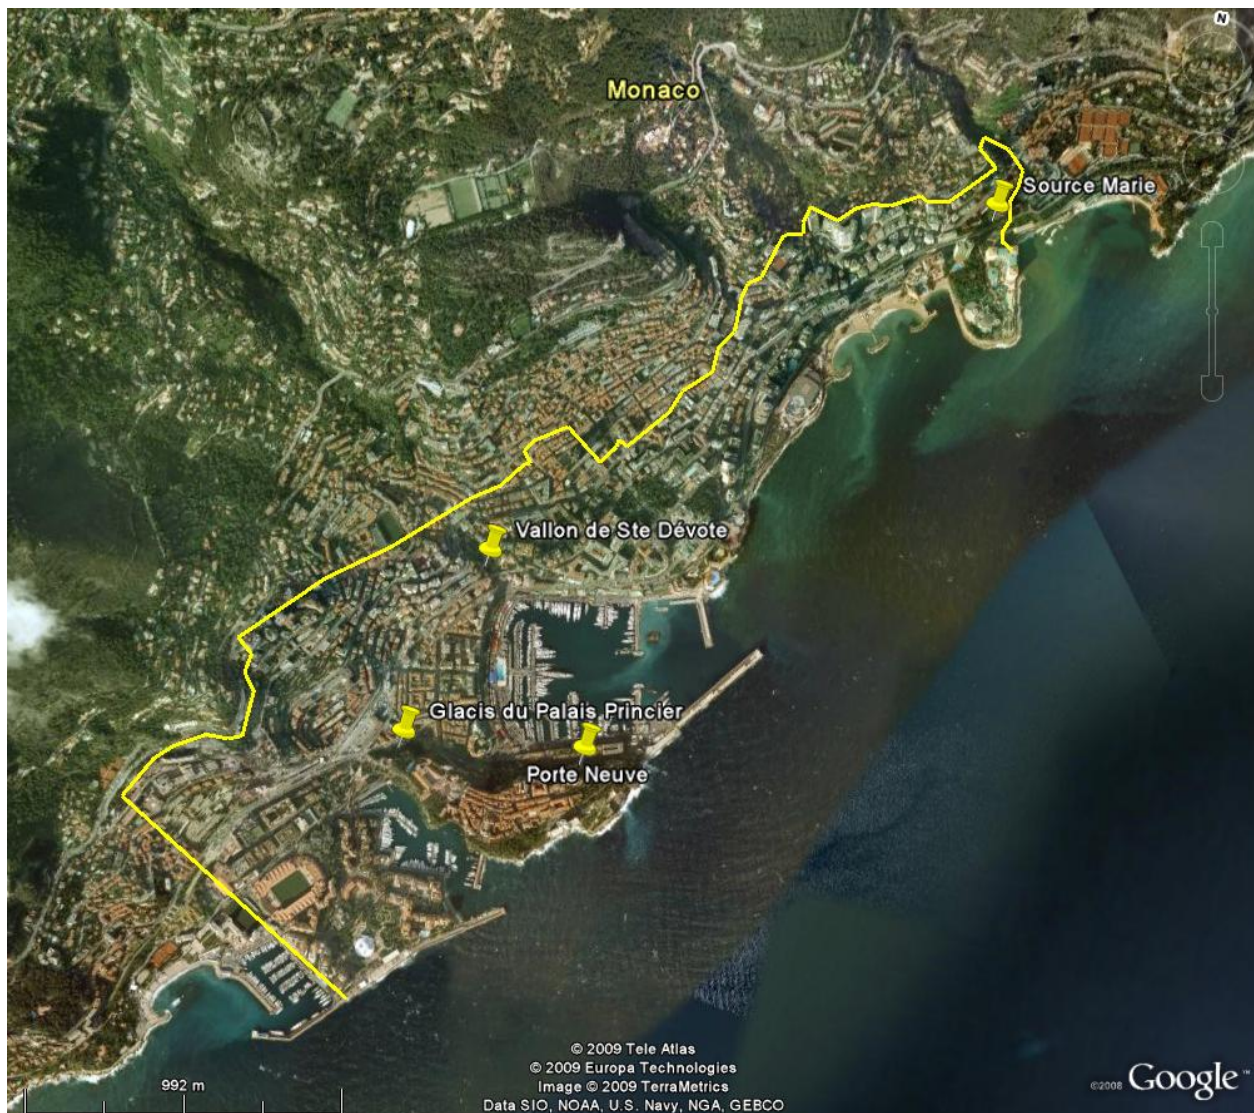 N
Monaco
Source Marie
Vallon de Ste Dévote
Glacis du Palais Princier
Porte Neuve
© 2009 Tele Atlas
© 2009 Europa Technologies
Image © 2009 TerraMetrics
Data SIO, NOAA, U.S. Navy, NGA, GEBCO
992 m
©2008 Google™